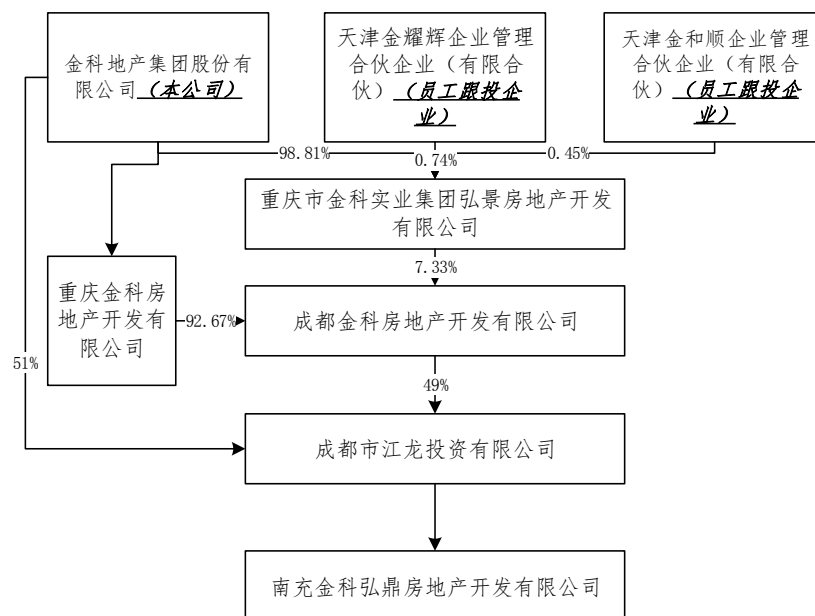 金科地产集团股份有
限公司（本公司）
天津金耀辉企业管理
合伙企业（有限合
伙）（员工跟投企
业）
天津金和顺企业管理
合伙企业（有限合
伙）（员工跟投企
业）
98.81%
0.74%
0.45%
重庆市金科实业集团弘景房地产开发
有限公司
7.33%
重庆金科房
地产开发有
限公司
92.67%
成都金科房地产开发有限公司
51%
49%
成都市江龙投资有限公司
南充金科弘鼎房地产开发有限公司